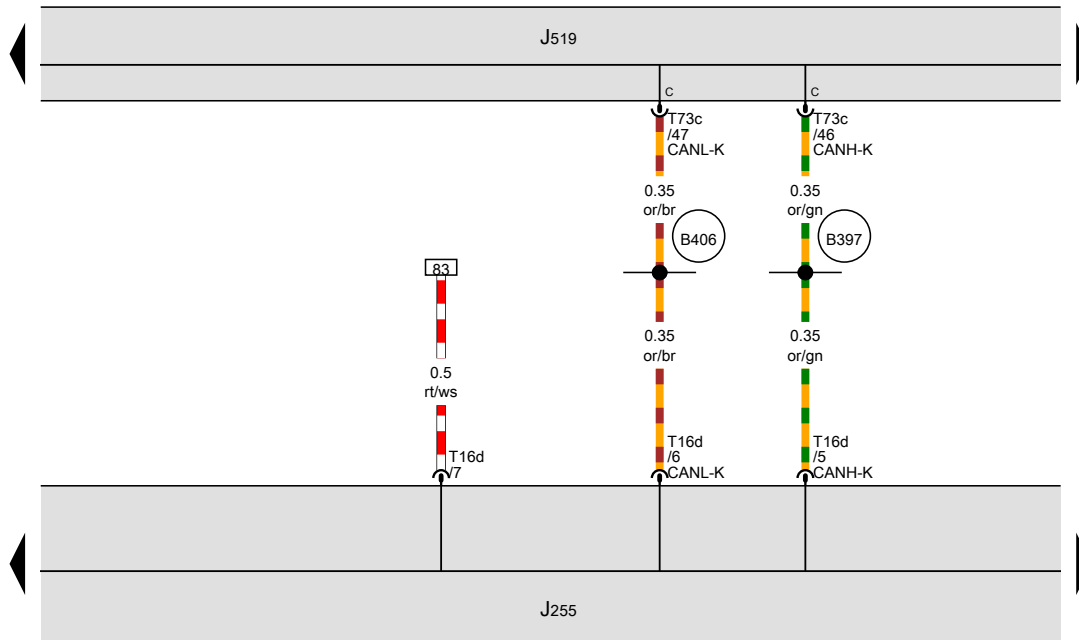 J519
c
c
T73c
/47
CANL-K
T73c
/46
CANH-K
0.35
or/br
0.35
or/gn
B406
B397
83
0.35
or/br
0.35
or/gn
0.5
rt/ws
T16d
/7
T16d
/6
CANL-K
T16d
/5
CANH-K
J255